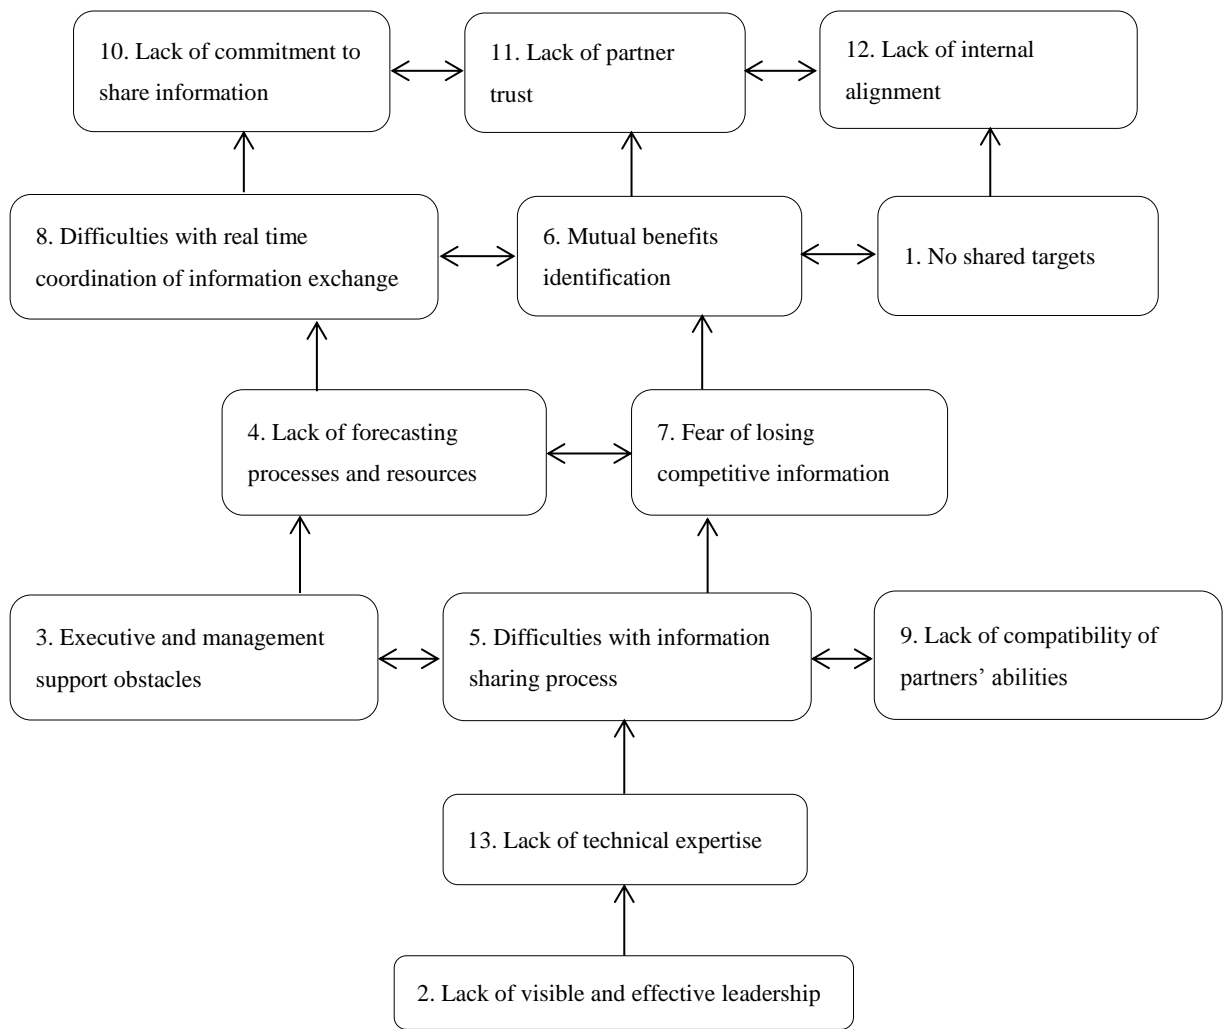 10. Lack of commitment to
share information
11. Lack of partner
trust
12. Lack of internal
alignment
8. Difficulties with real time
coordination of information exchange
6. Mutual benefits
identification
1. No shared targets
4. Lack of forecasting
processes and resources
7. Fear of losing
competitive information
3. Executive and management
support obstacles
5. Difficulties with information
sharing process
9. Lack of compatibility of
partners’ abilities
13. Lack of technical expertise
2. Lack of visible and effective leadership